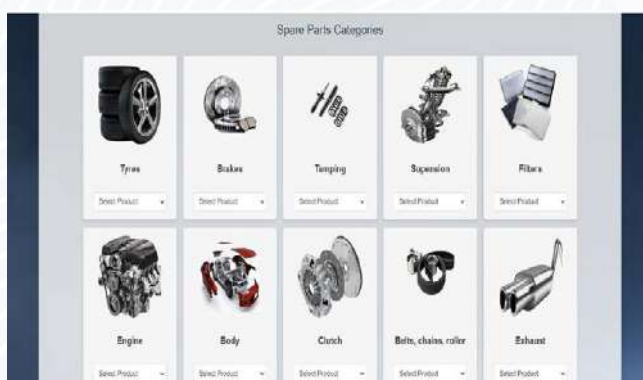 Spare Parts Categories
Tyres Brakes Tamping Supension Filters
Select Product Select Product Select Product Select Product Select Product
Engine Body Clutch Belts, chains, roller Exhaust
Select Product Select Product Select Product Select Product Select Product